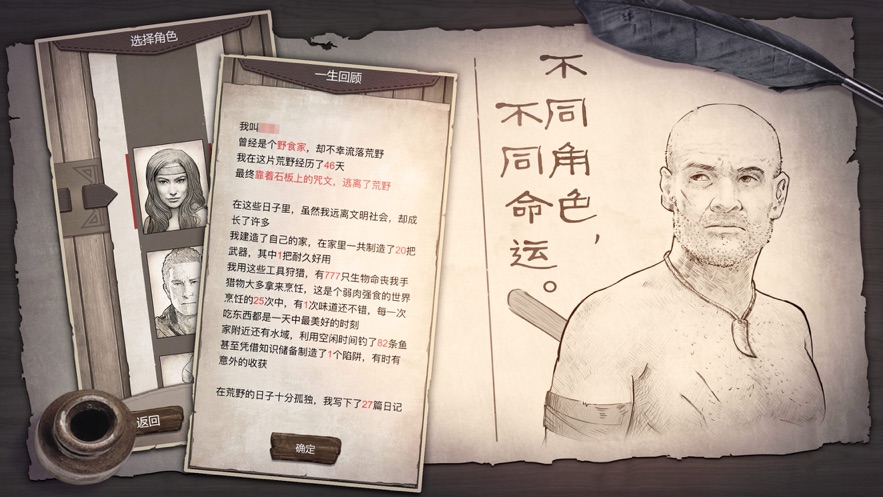 选择角色
返回
一生回顾
我叫
曾经是个野食家，却不幸流落荒野
我在这片荒野经历了46天
最终靠着石板上的咒文，逃离了荒野
在这些日子里，虽然我远离文明社会，却成
长了许多
我建造了自己的家，在家里一共制造了20把
武器，其中1把耐久好用
我用这些工具狩猎，有777只生物命丧我手
猎物大多拿来烹饪，这是个弱肉强食的世界
烹饪的25次中，有1次味道还不错，每一次
吃东西都是一天中最美好的时刻
家附近还有水域，利用空闲时间钓了82条鱼
甚至凭借知识储备制造了1个陷阱，有时有
意外的收获
在荒野的日子十分孤独，我写下了27篇日记
确定
不同角色，
不同命运。